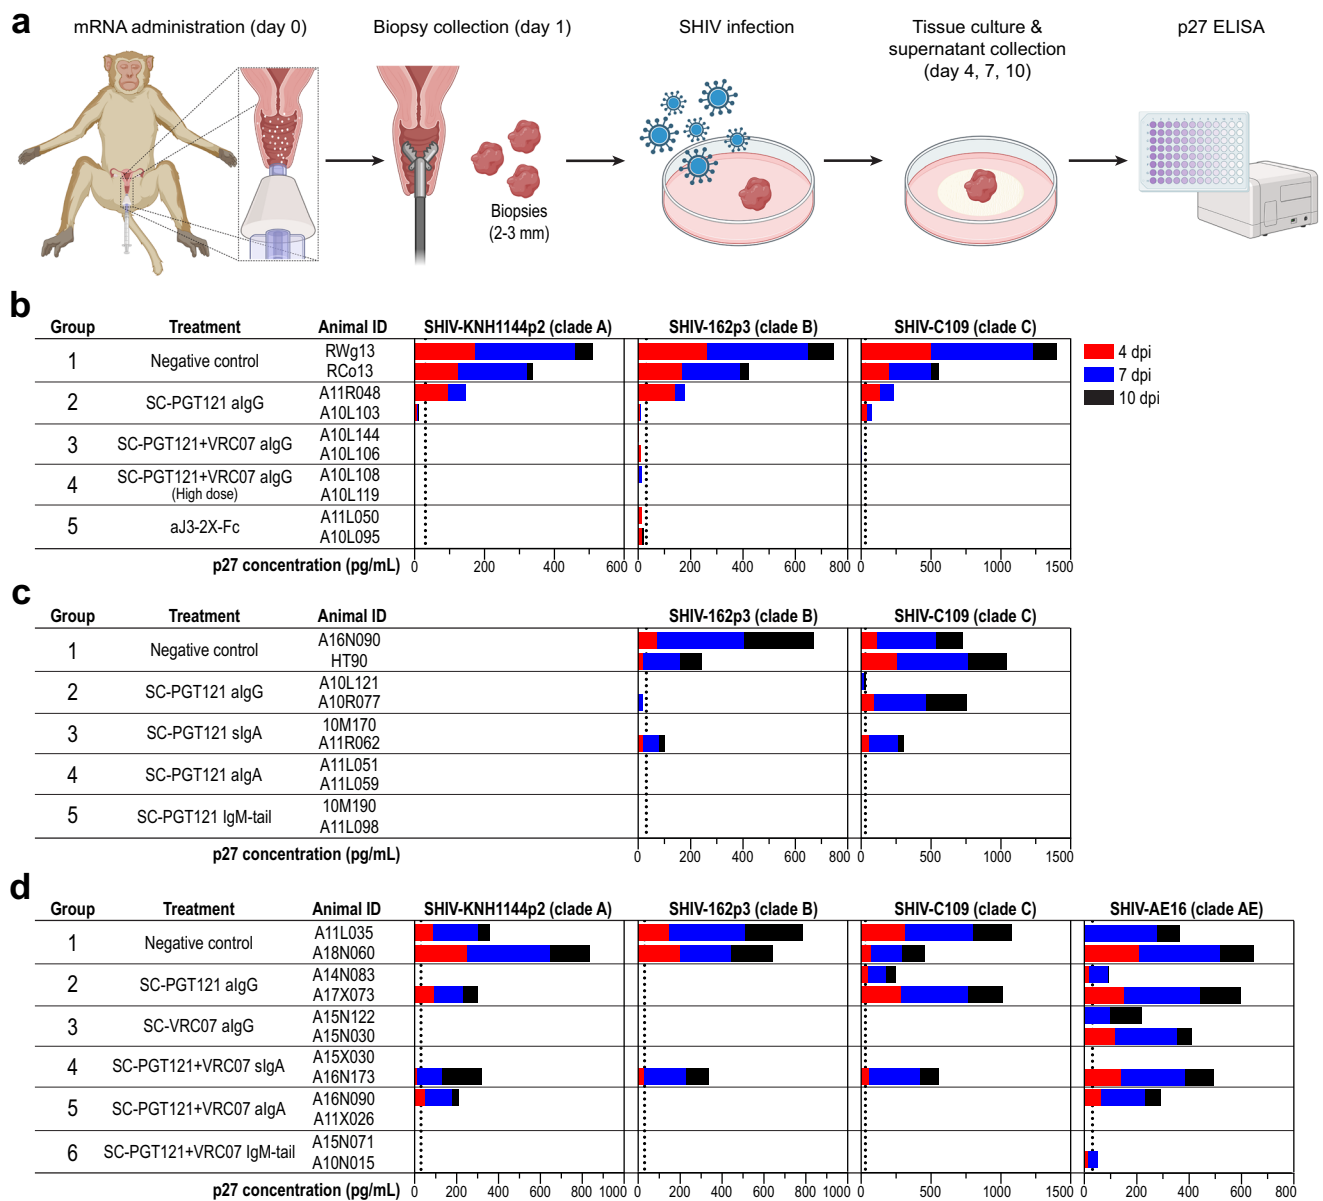 a
mRNA administration (day 0)
Biopsy collection (day 1)
SHIV infection
Tissue culture &
supernatant collection
(day 4, 7, 10)
p27 ELISA
Biopsies
(2-3 mm)
b
Group Treatment Animal ID SHIV-KNH1144p2 (clade A) SHIV-162p3 (clade B) SHIV-C109 (clade C)
1 Negative control RWg13
RCo13
2 SC-PGT121 aIgG A11R048
A10L103
3 SC-PGT121+VRC07 aIgG A10L144
A10L106
4 SC-PGT121+VRC07 aIgG A10L108
(High dose) A10L119
5 aJ3-2X-Fc A11L050
A10L095
4 dpi
7 dpi
10 dpi
p27 concentration (pg/mL) 0 200 400 600 0 200 400 600 800 0 500 1000 1500
c
Group Treatment Animal ID SHIV-162p3 (clade B) SHIV-C109 (clade C)
1 Negative control A16N090
HT90
2 SC-PGT121 aIgG A10L121
A10R077
3 SC-PGT121 sIgA 10M170
A11R062
4 SC-PGT121 aIgA A11L051
A11L059
5 SC-PGT121 IgM-tail 10M190
A11L098
p27 concentration (pg/mL) 0 200 400 600 800 0 500 1000 1500
d
Group Treatment Animal ID SHIV-KNH1144p2 (clade A) SHIV-162p3 (clade B) SHIV-C109 (clade C) SHIV-AE16 (clade AE)
1 Negative control A11L035
A18N060
2 SC-PGT121 aIgG A14N083
A17X073
3 SC-VRC07 aIgG A15N122
A15N030
4 SC-PGT121+VRC07 sIgA A15X030
A16N173
5 SC-PGT121+VRC07 aIgA A16N090
A11X026
6 SC-PGT121+VRC07 IgM-tail A15N071
A10N015
p27 concentration (pg/mL) 0 200 400 600 800 1000 0 200 400 600 800 1000 0 500 1000 1500 0 200 400 600 800